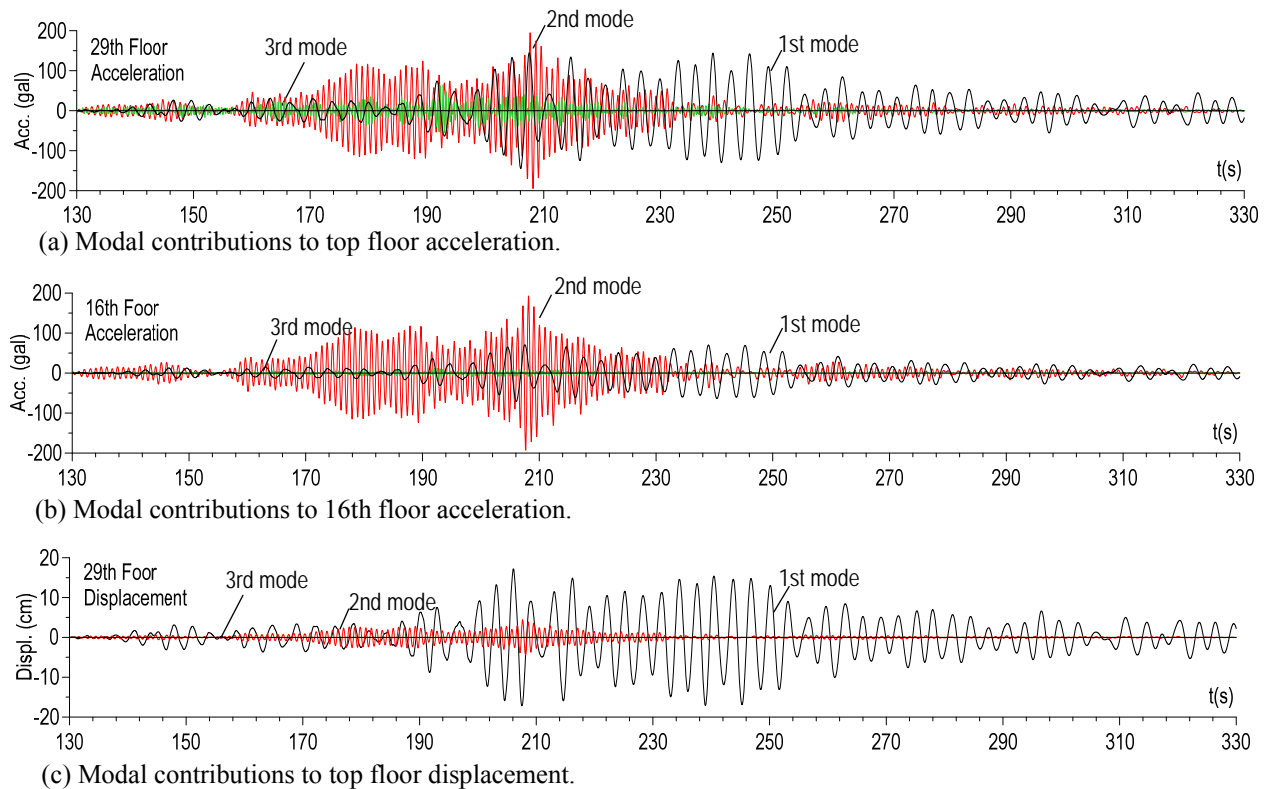 2nd mode
200
29th Floor
3rd mode
1st mode
Acceleration
100
0
Acc. (gal)
-100
t(s)
-200
130 150 170 190 210 230 250 270 290 310 330
(a) Modal contributions to top floor acceleration.
2nd mode
200
16th Foor
Acceleration
3rd mode
1st mode
100
0
Acc. (gal)
-100
t(s)
-200
130 150 170 190 210 230 250 270 290 310 330
(b) Modal contributions to 16th floor acceleration.
20
29th Foor
3rd mode
1st mode
Displacement
2nd mode
10
0
Displ. (cm)
-10
t(s)
-20
130 150 170 190 210 230 250 270 290 310 330
(c) Modal contributions to top floor displacement.